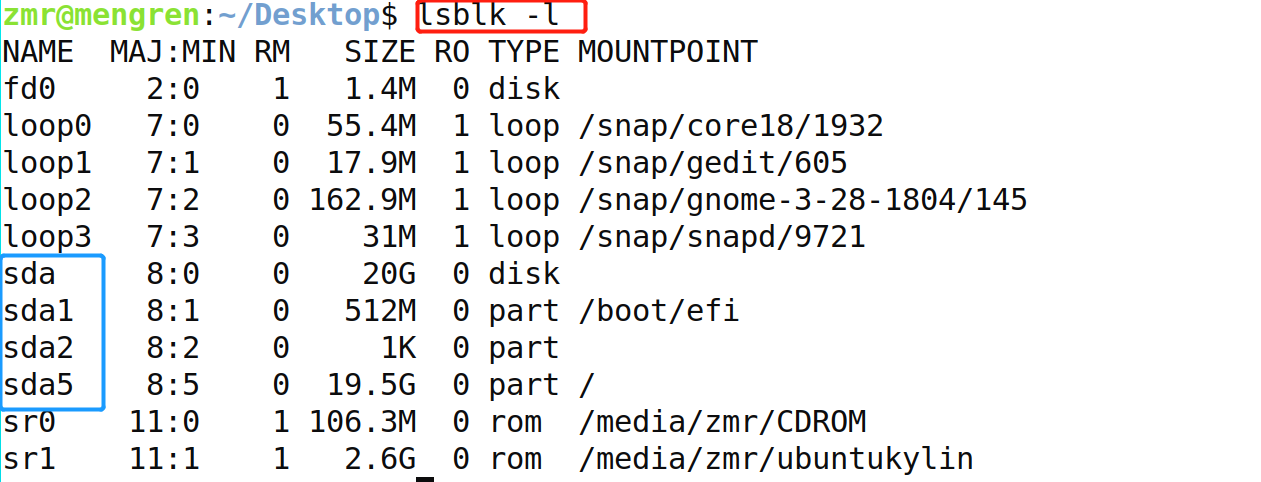 zmr@mengren:~/Desktop$ lsblk -l
NAME MAJ:MIN RM SIZE RO TYPE MOUNTPOINT
fd0 2:0 1 1.4M 0 disk
loop0 7:0 0 55.4M 1 loop /snap/core18/1932
loop1 7:1 0 17.9M 1 loop /snap/gedit/605
loop2 7:2 0 162.9M 1 loop /snap/gnome-3-28-1804/145
loop3 7:3 0 31M 1 loop /snap/snapd/9721
sda 8:0 0 20G 0 disk
sda1 8:1 0 512M 0 part /boot/efi
sda2 8:2 0 1K 0 part
sda5 8:5 0 19.5G 0 part /
sr0 11:0 1 106.3M 0 rom /media/zmr/CDROM
sr1 11:1 1 2.6G 0 rom /media/zmr/ubuntukylin